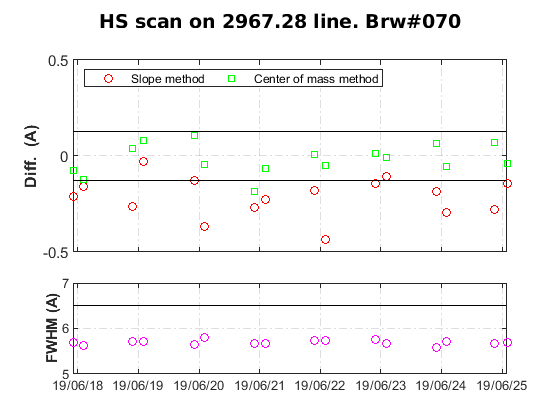 HS scan on 2967.28 line. Brw#070
0.5
Slope method
Center of mass method
Diff. (A)
0
-0.5
7
FWHM (A)
6
5
19/06/18 19/06/19 19/06/20 19/06/21 19/06/22 19/06/23 19/06/24 19/06/25